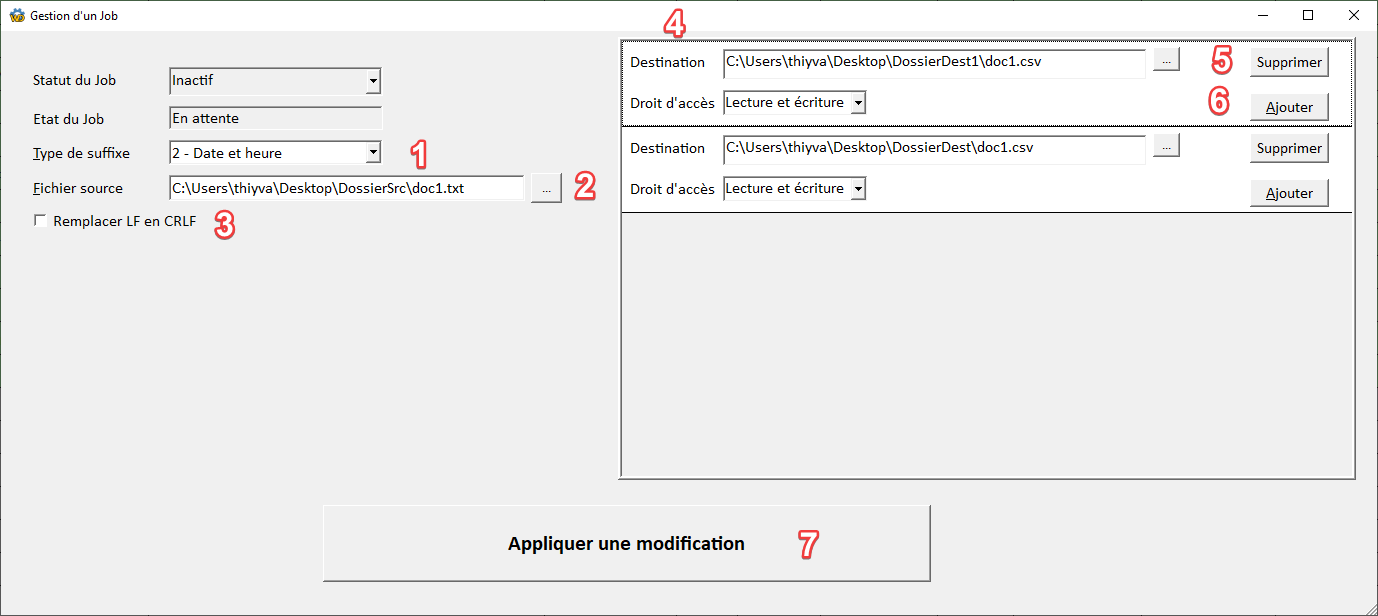 Gestion d'un Job
Statut du Job Inactif
Etat du Job En attente
Type de suffixe 2 - Date et heure 1
Fichier source C:\Users\thiyva\Desktop\DossierSrc\doc1.txt ... 2
Remplacer LF en CRLF 3
4
Destination C:\Users\thiyva\Desktop\DossierDest1\doc1.csv ... 5 Supprimer
Droit d'accès Lecture et écriture 6 Ajouter
Destination C:\Users\thiyva\Desktop\DossierDest\doc1.csv ... Supprimer
Droit d'accès Lecture et écriture Ajouter
Appliquer une modification 7